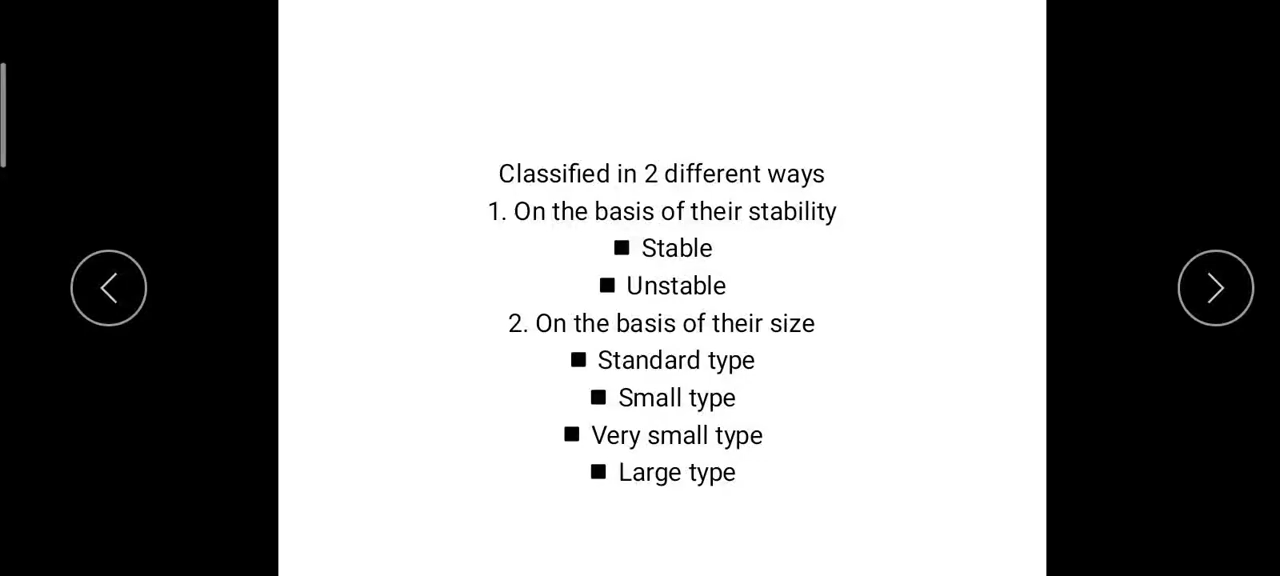 Classified in 2 different ways
1. On the basis of their stability
■ Stable
■ Unstable
2. On the basis of their size
■ Standard type
■ Small type
■ Very small type
■ Large type